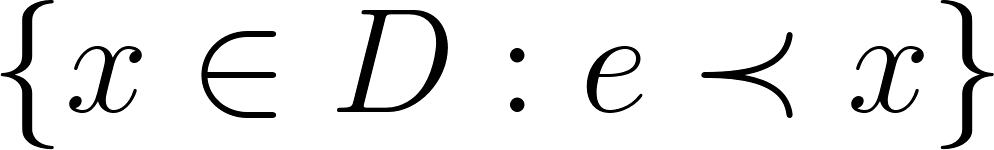 {x ∈ D : e ≺ x}